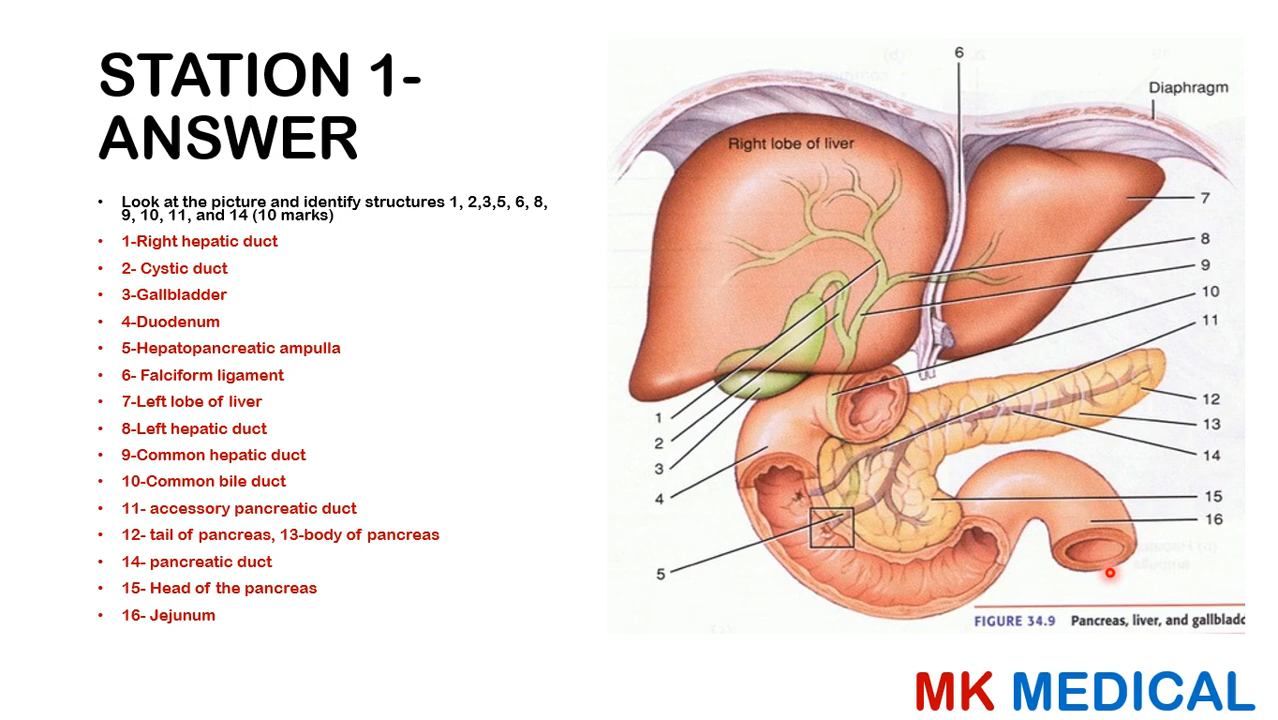 STATION 1-
ANSWER
• Look at the picture and identify structures 1, 2,3,5, 6, 8,
9, 10, 11, and 14 (10 marks)
• 1-Right hepatic duct
• 2- Cystic duct
• 3-Gallbladder
• 4-Duodenum
• 5-Hepatopancreatic ampulla
• 6- Falciform ligament
• 7-Left lobe of liver
• 8-Left hepatic duct
• 9-Common hepatic duct
• 10-Common bile duct
• 11- accessory pancreatic duct
• 12- tail of pancreas, 13-body of pancreas
• 14- pancreatic duct
• 15- Head of the pancreas
• 16- Jejunum
6
Diaphragm
Right lobe of liver
7
8
9
10
11
1
2
3
4
5
12
13
14
15
16
FIGURE 34.9 Pancreas, liver, and gallbladd
MK MEDICAL